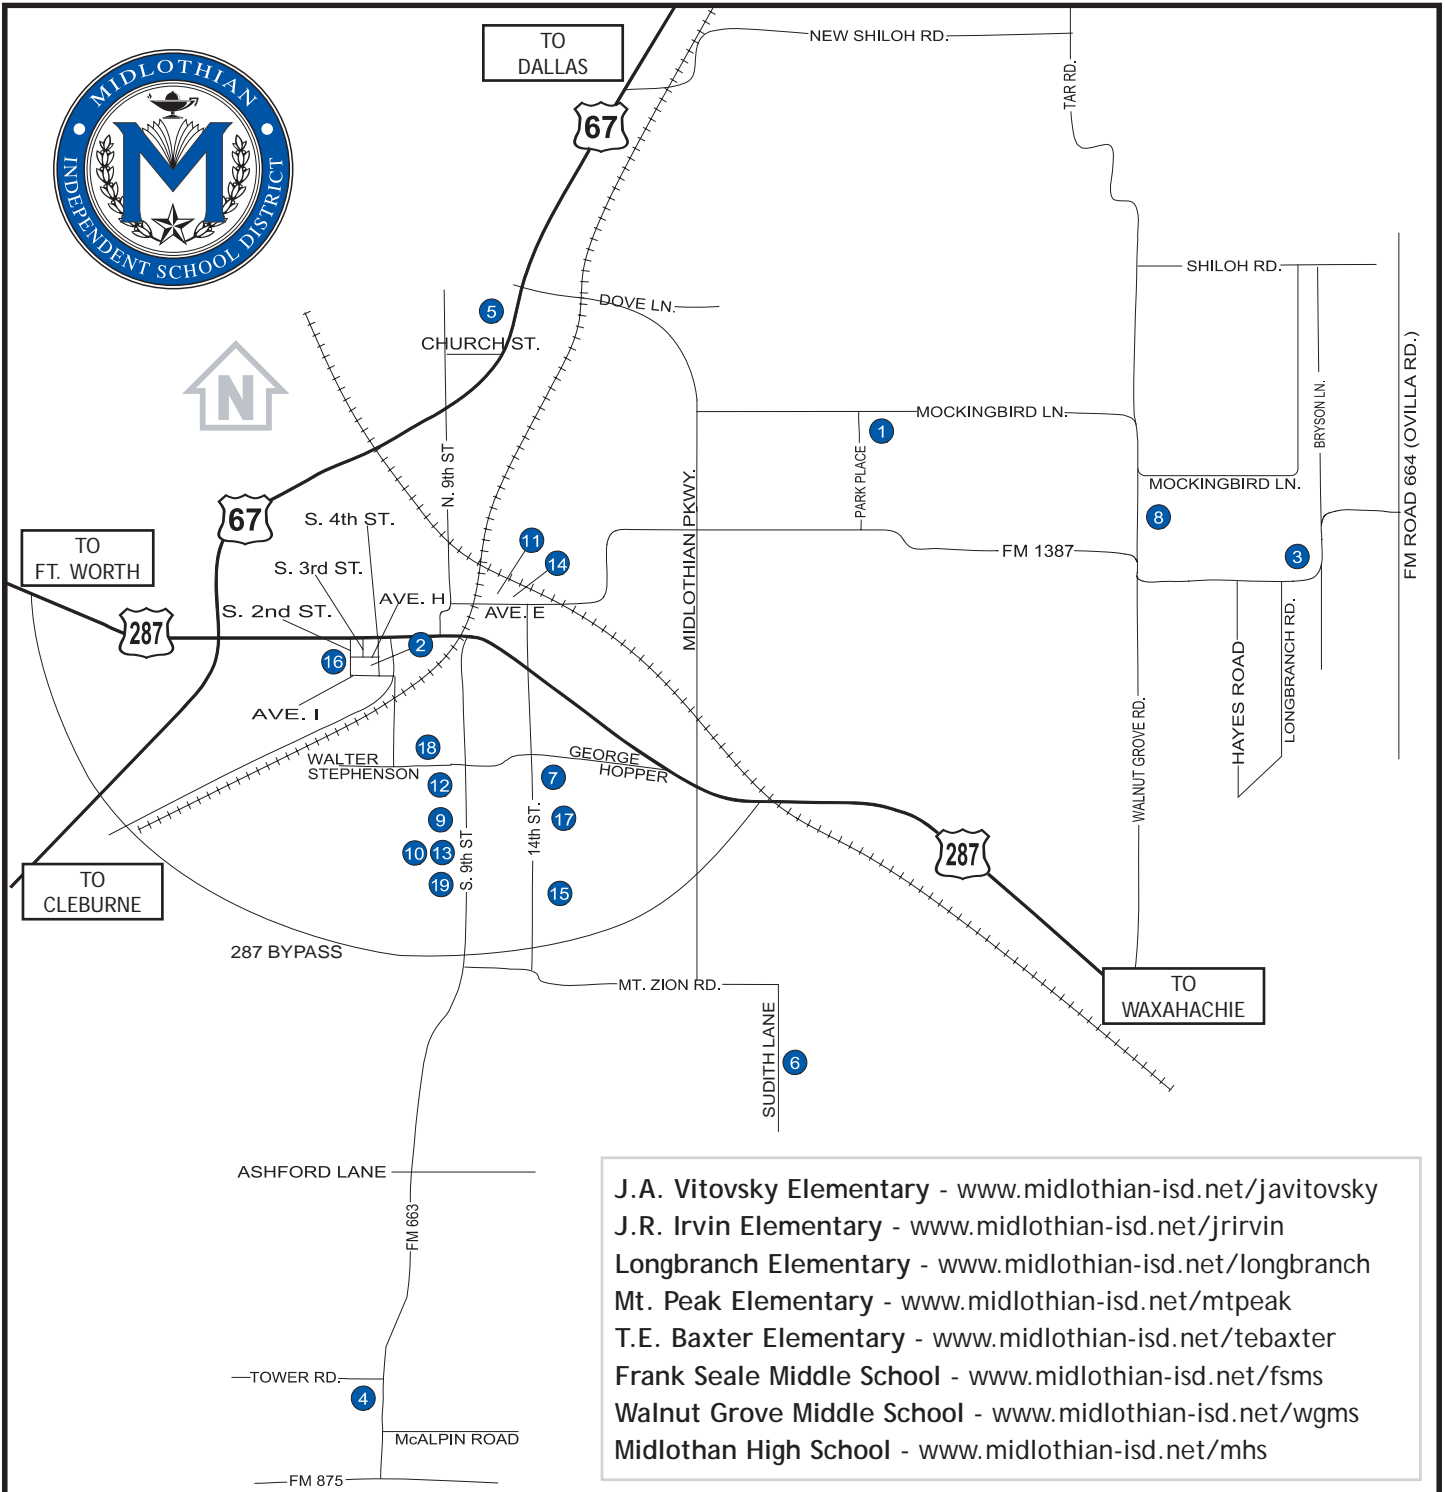 TO
DALLAS
NEW SHILOH RD.
TAR RD.
MIDLOTHIAN
INDEPENDENT SCHOOL DISTRICT
M
67
SHILOH RD.
DOVE LN.
5
CHURCH ST.
N
BRYSON LN.
FM ROAD 664 (OVILLA RD.)
MOCKINGBIRD LN.
1
N. 9th ST
PARK PLACE
MOCKINGBIRD LN.
MIDLOTHIAN PKWY.
67
S. 4th ST.
8
11
TO
FT. WORTH
FM 1387
3
14
S. 3rd ST.
AVE. H
S. 2nd ST.
AVE. E
287
2
16
HAYES ROAD
LONGBRANCH RD.
AVE. I
WALNUT GROVE RD.
18
WALTER
STEPHENSON
GEORGE
HOPPER
7
12
9
17
14th ST.
S. 9th ST
10
13
287
TO
CLEBURNE
19
15
287 BYPASS
MT. ZION RD.
TO
WAXAHACHIE
SUDITH LANE
6
ASHFORD LANE
FM 663
TOWER RD.
4
McALPIN ROAD
FM 875
J.A. Vitovsky Elementary - www.midlothian-isd.net/javitovsky
J.R. Irvin Elementary - www.midlothian-isd.net/jrirvin
Longbranch Elementary - www.midlothian-isd.net/longbranch
Mt. Peak Elementary - www.midlothian-isd.net/mtpeak
T.E. Baxter Elementary - www.midlothian-isd.net/tebaxter
Frank Seale Middle School - www.midlothian-isd.net/fsms
Walnut Grove Middle School - www.midlothian-isd.net/wgms
Midlothan High School - www.midlothian-isd.net/mhs